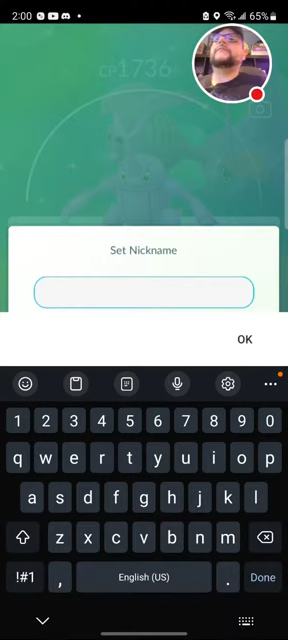 2:00 65%
CP1736
Set Nickname
OK
1 2 3 4 5 6 7 8 9 0
q w e r t y u i o p
a s d f g h j k l
z x c v b n m
!#1 , English (US) . Done